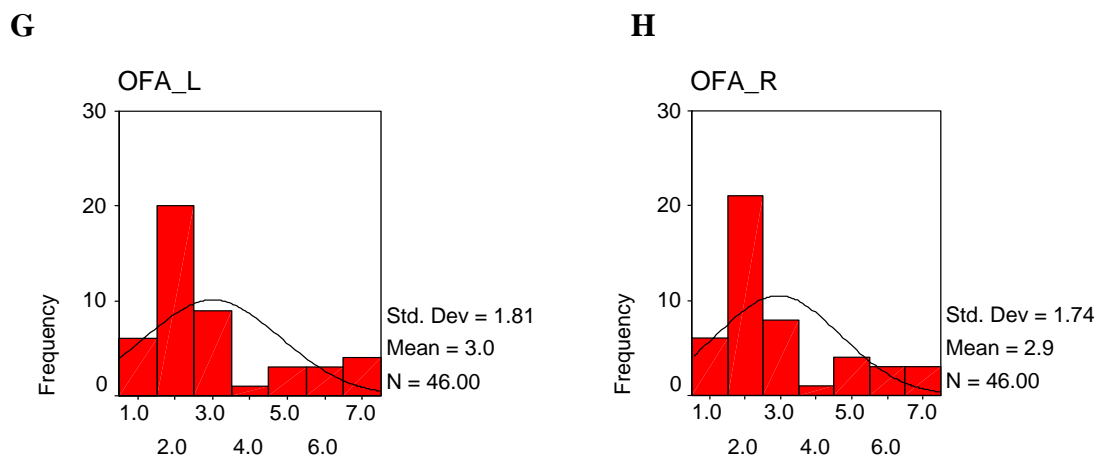 G
OFA_L
30
20
10
0
Frequency
1.0 3.0 5.0 7.0
2.0 4.0 6.0
Std. Dev = 1.81
Mean = 3.0
N = 46.00
H
OFA_R
30
20
10
0
Frequency
1.0 3.0 5.0 7.0
2.0 4.0 6.0
Std. Dev = 1.74
Mean = 2.9
N = 46.00